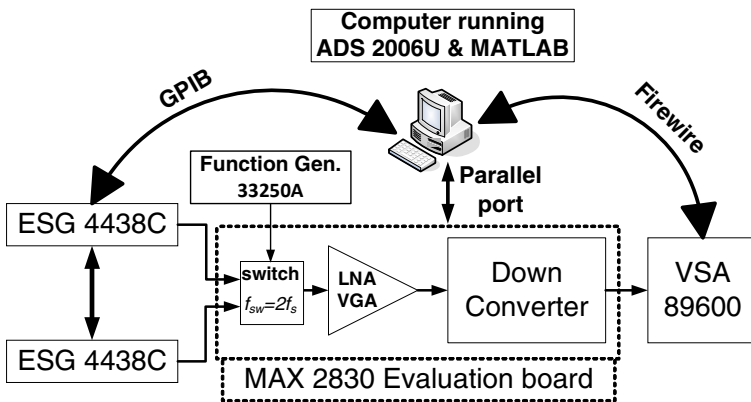 Computer running
ADS 2006U & MATLAB
GPIB
Firewire
Function Gen.
33250A
Parallel
port
ESG 4438C
switch
f_sw=2f_s
LNA
VGA
Down
Converter
VSA
89600
ESG 4438C
MAX 2830 Evaluation board